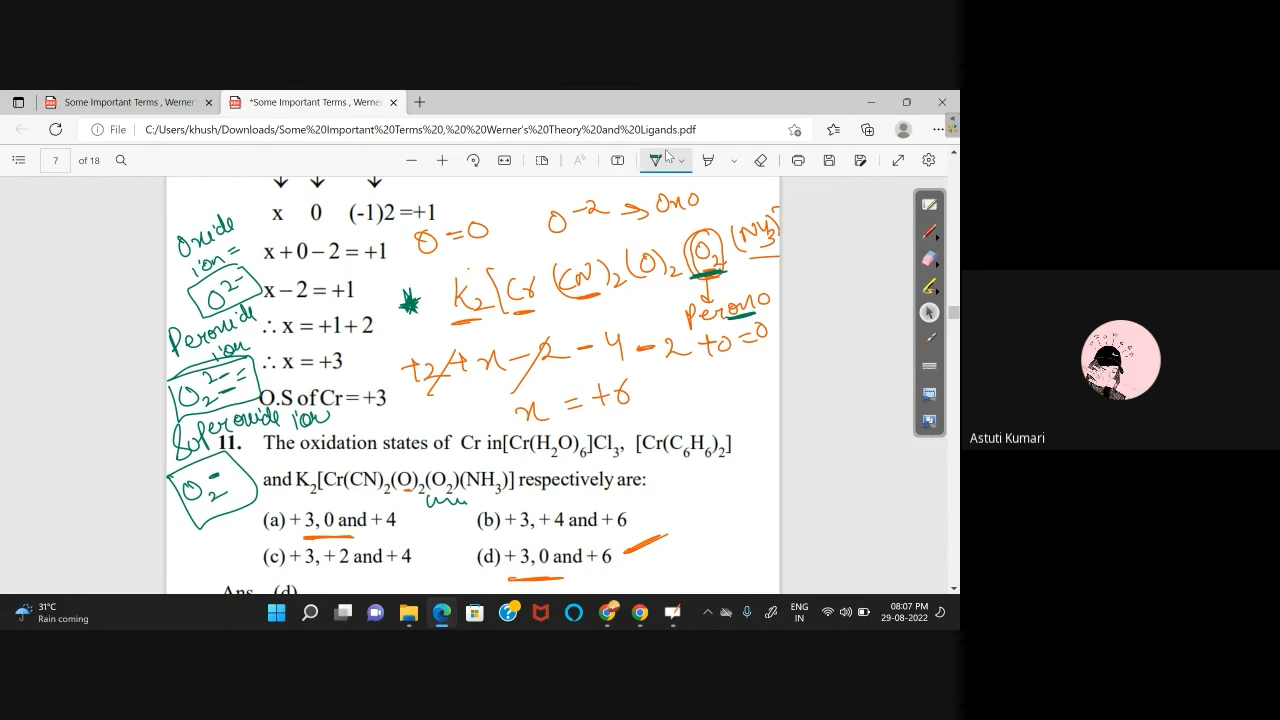 Some Important Terms , Werner
*Some Important Terms , Werne
File
C:/Users/khush/Downloads/Some%20Important%20Terms%20,%20%20Werner's%20Theory%20and%20Ligands.pdf
7 of 18
x 0 (-1)2 =+1
x+0−2 = +1
x−2 = +1
∴ x = +1+2
∴ x = +3
O.S of Cr = +3
Oxide
ion =
O²⁻
Peroxide
ion
O₂²⁻ =
Superoxide ion
O₂⁻
O = 0
O⁻² → Oxo
K₂[Cr (CN)₂(O)₂ O₂ (NH₃)
Peroxo
+2+x−2−4−2+0=0
x = +6
11. The oxidation states of Cr in[Cr(H₂O)₆]Cl₃, [Cr(C₆H₆)₂]
and K₂[Cr(CN)₂(O)₂(O₂)(NH₃)] respectively are:
(a) + 3, 0 and + 4 (b) + 3, + 4 and + 6
(c) + 3, + 2 and + 4 (d) + 3, 0 and + 6
Ans. (d)
Astuti Kumari
31°C
Rain coming
ENG
IN
08:07 PM
29-08-2022